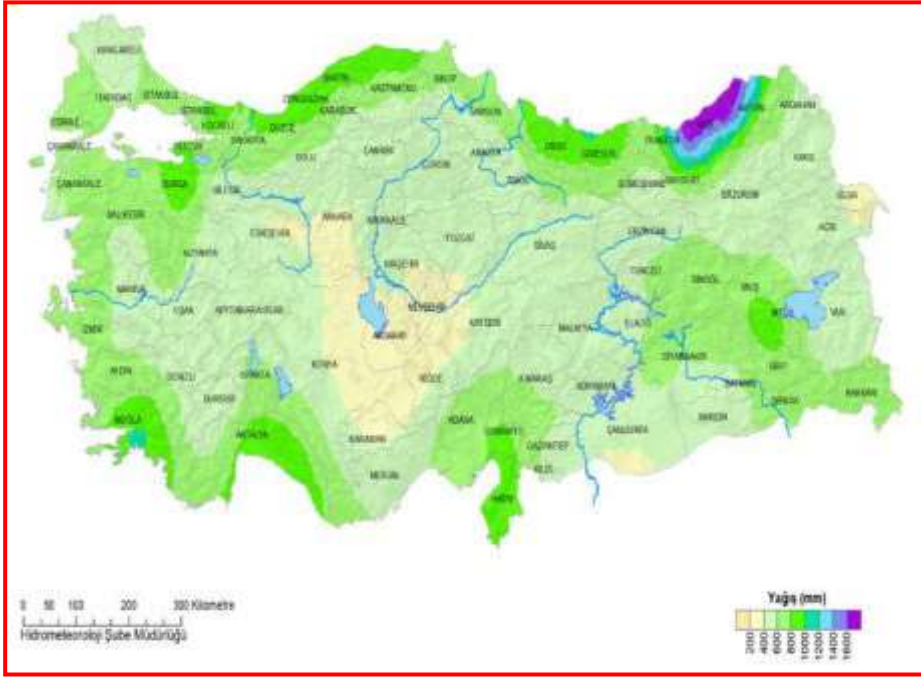 KIRKLARELİ
TEKİRDAĞ
İSTANBUL
EDİRNE
ÇANAKKALE
İSTANBUL
KOCAELİ
SAKARYA
DÜZCE
ZONGULDAK
BARTIN
KARABÜK
KASTAMONU
SİNOP
SAMSUN
ORDU
GİRESUN
TRABZON
ARTVİN
ARDAHAN
ÇANAKKALE
BALIKESİR
BURSA
BİLECİK
BOLU
ÇANKIRI
ÇORUM
AMASYA
TOKAT
GÜMÜŞHANE
BAYBURT
ERZURUM
KARS
IĞDIR
AĞRI
KÜTAHYA
ESKİŞEHİR
ANKARA
KIRIKKALE
YOZGAT
SİVAS
ERZİNCAN
TUNCELİ
BİNGÖL
MUŞ
BİTLİS
VAN
MANİSA
İZMİR
UŞAK
AFYONKARAHİSAR
KIRŞEHİR
NEVŞEHİR
KAYSERİ
MALATYA
ELAZIĞ
DİYARBAKIR
AYDIN
DENİZLİ
ISPARTA
BURDUR
KONYA
AKSARAY
NİĞDE
K.MARAŞ
ADIYAMAN
BATMAN
SİİRT
ŞIRNAK
HAKKARİ
MUĞLA
ANTALYA
KARAMAN
MERSİN
ADANA
OSMANİYE
GAZİANTEP
KİLİS
ŞANLIURFA
MARDİN
HATAY
0 50 100 200 300 Kilometre
Hidrometeoroloji Şube Müdürlüğü
Yağış (mm)
200
400
600
800
1000
1200
1400
1600